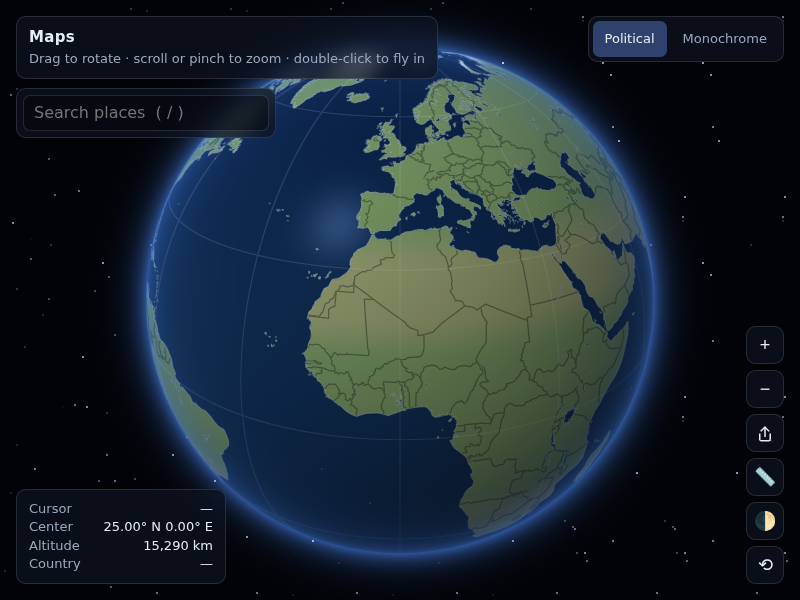 Maps
Drag to rotate · scroll or pinch to zoom · double-click to fly in
Political
Monochrome
Search places ( / )
+
−
Cursor —
Center 25.00° N 0.00° E
Altitude 15,290 km
Country —